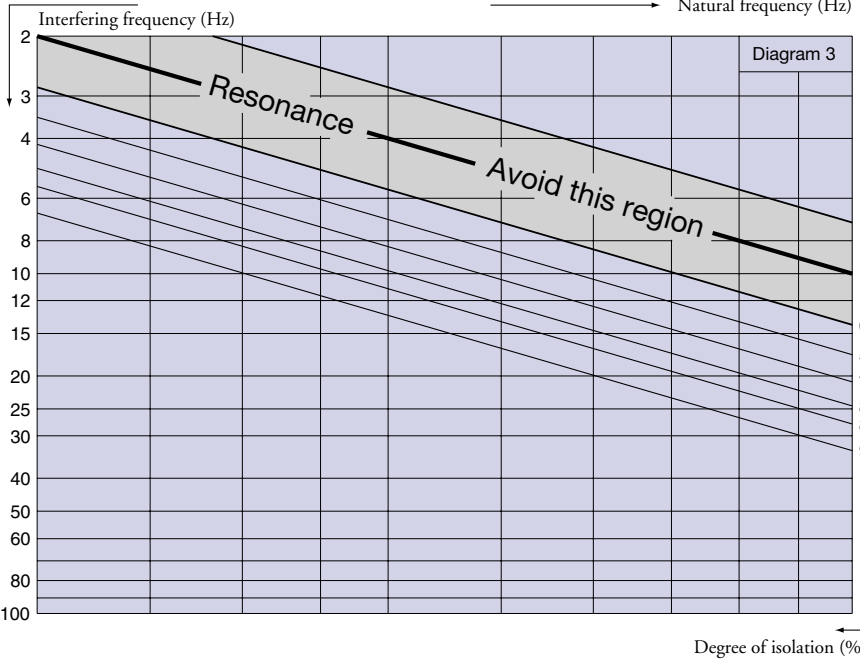 Natural frequency (Hz)
Interfering frequency (Hz)
Diagram 3
Resonance
Avoid this region
2
3
4
6
8
10
12
15
20
25
30
40
50
60
80
100
Degree of isolation (%